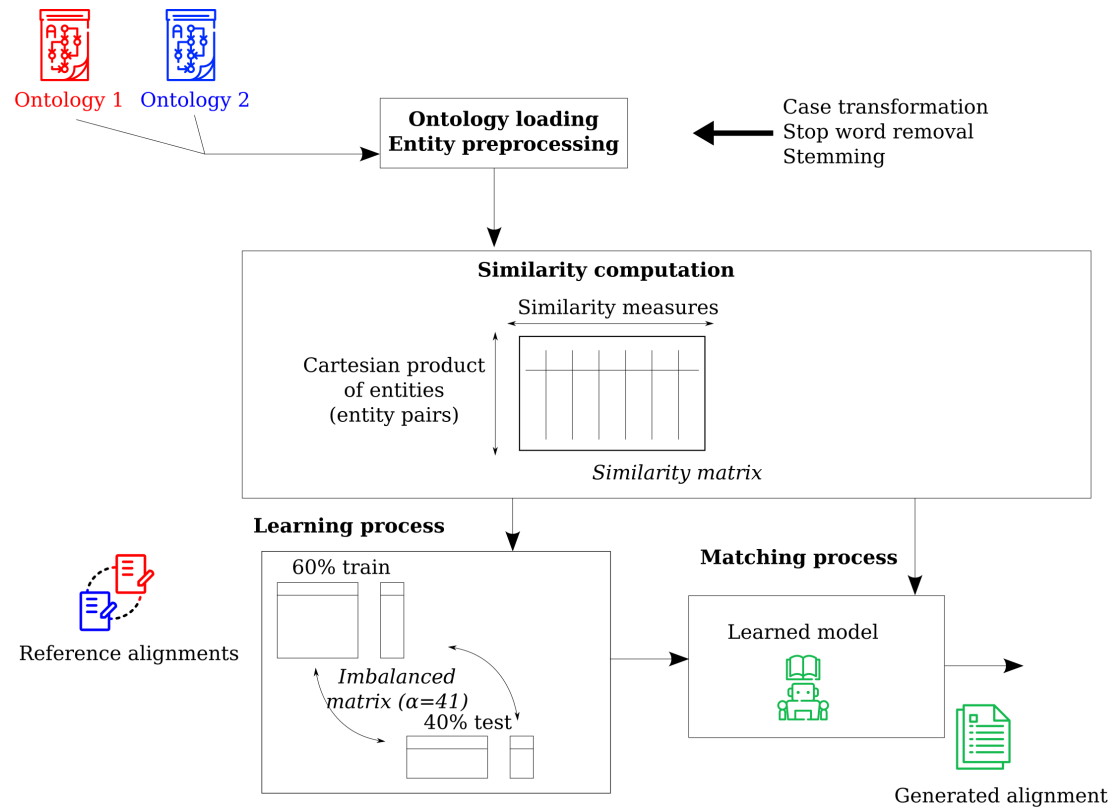 Ontology 1
Ontology 2
Ontology loading
Entity preprocessing
Case transformation
Stop word removal
Stemming
Similarity computation
Similarity measures
Cartesian product
of entities
(entity pairs)
Similarity matrix
Learning process
Matching process
60% train
Reference alignments
Imbalanced
matrix (α=41)
40% test
Learned model
Generated alignment